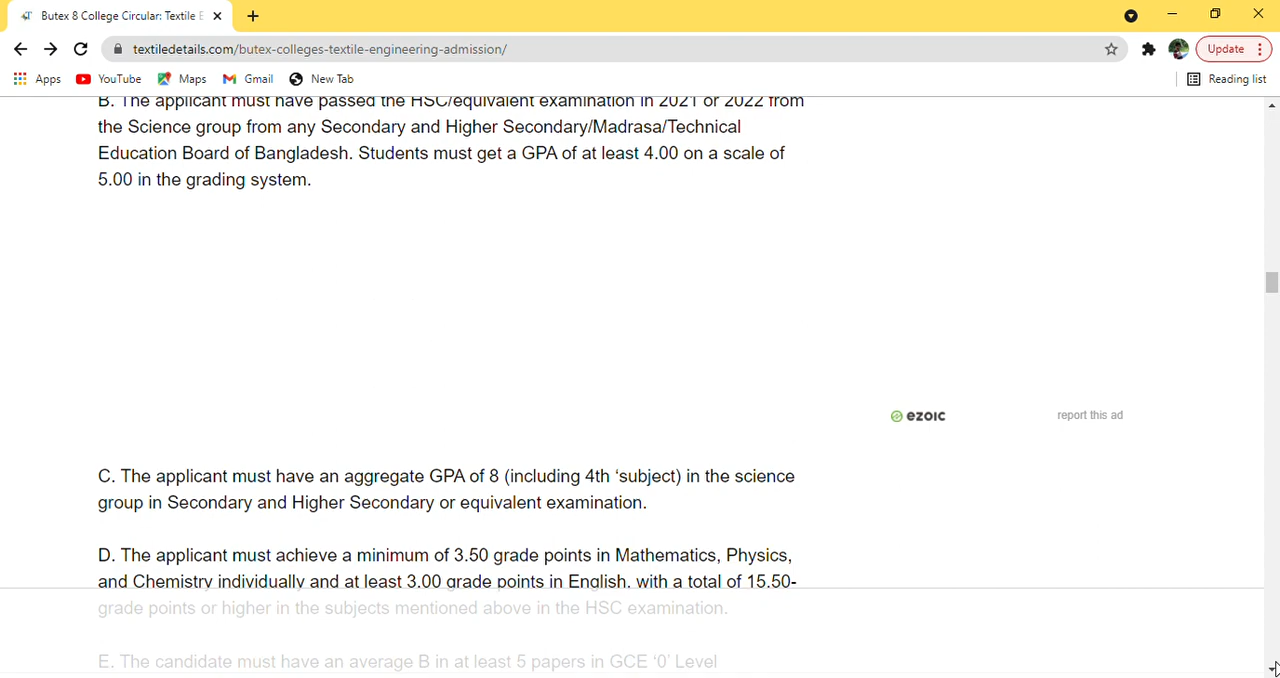 Butex 8 College Circular: Textile E
textiledetails.com/butex-colleges-textile-engineering-admission/
Update
Apps YouTube Maps Gmail New Tab Reading list
B. The applicant must have passed the HSC/equivalent examination in 2021 or 2022 from
the Science group from any Secondary and Higher Secondary/Madrasa/Technical
Education Board of Bangladesh. Students must get a GPA of at least 4.00 on a scale of
5.00 in the grading system.
ezoic report this ad
C. The applicant must have an aggregate GPA of 8 (including 4th ‘subject) in the science
group in Secondary and Higher Secondary or equivalent examination.
D. The applicant must achieve a minimum of 3.50 grade points in Mathematics, Physics,
and Chemistry individually and at least 3.00 grade points in English, with a total of 15.50-
grade points or higher in the subjects mentioned above in the HSC examination.
E. The candidate must have an average B in at least 5 papers in GCE ‘0’ Level